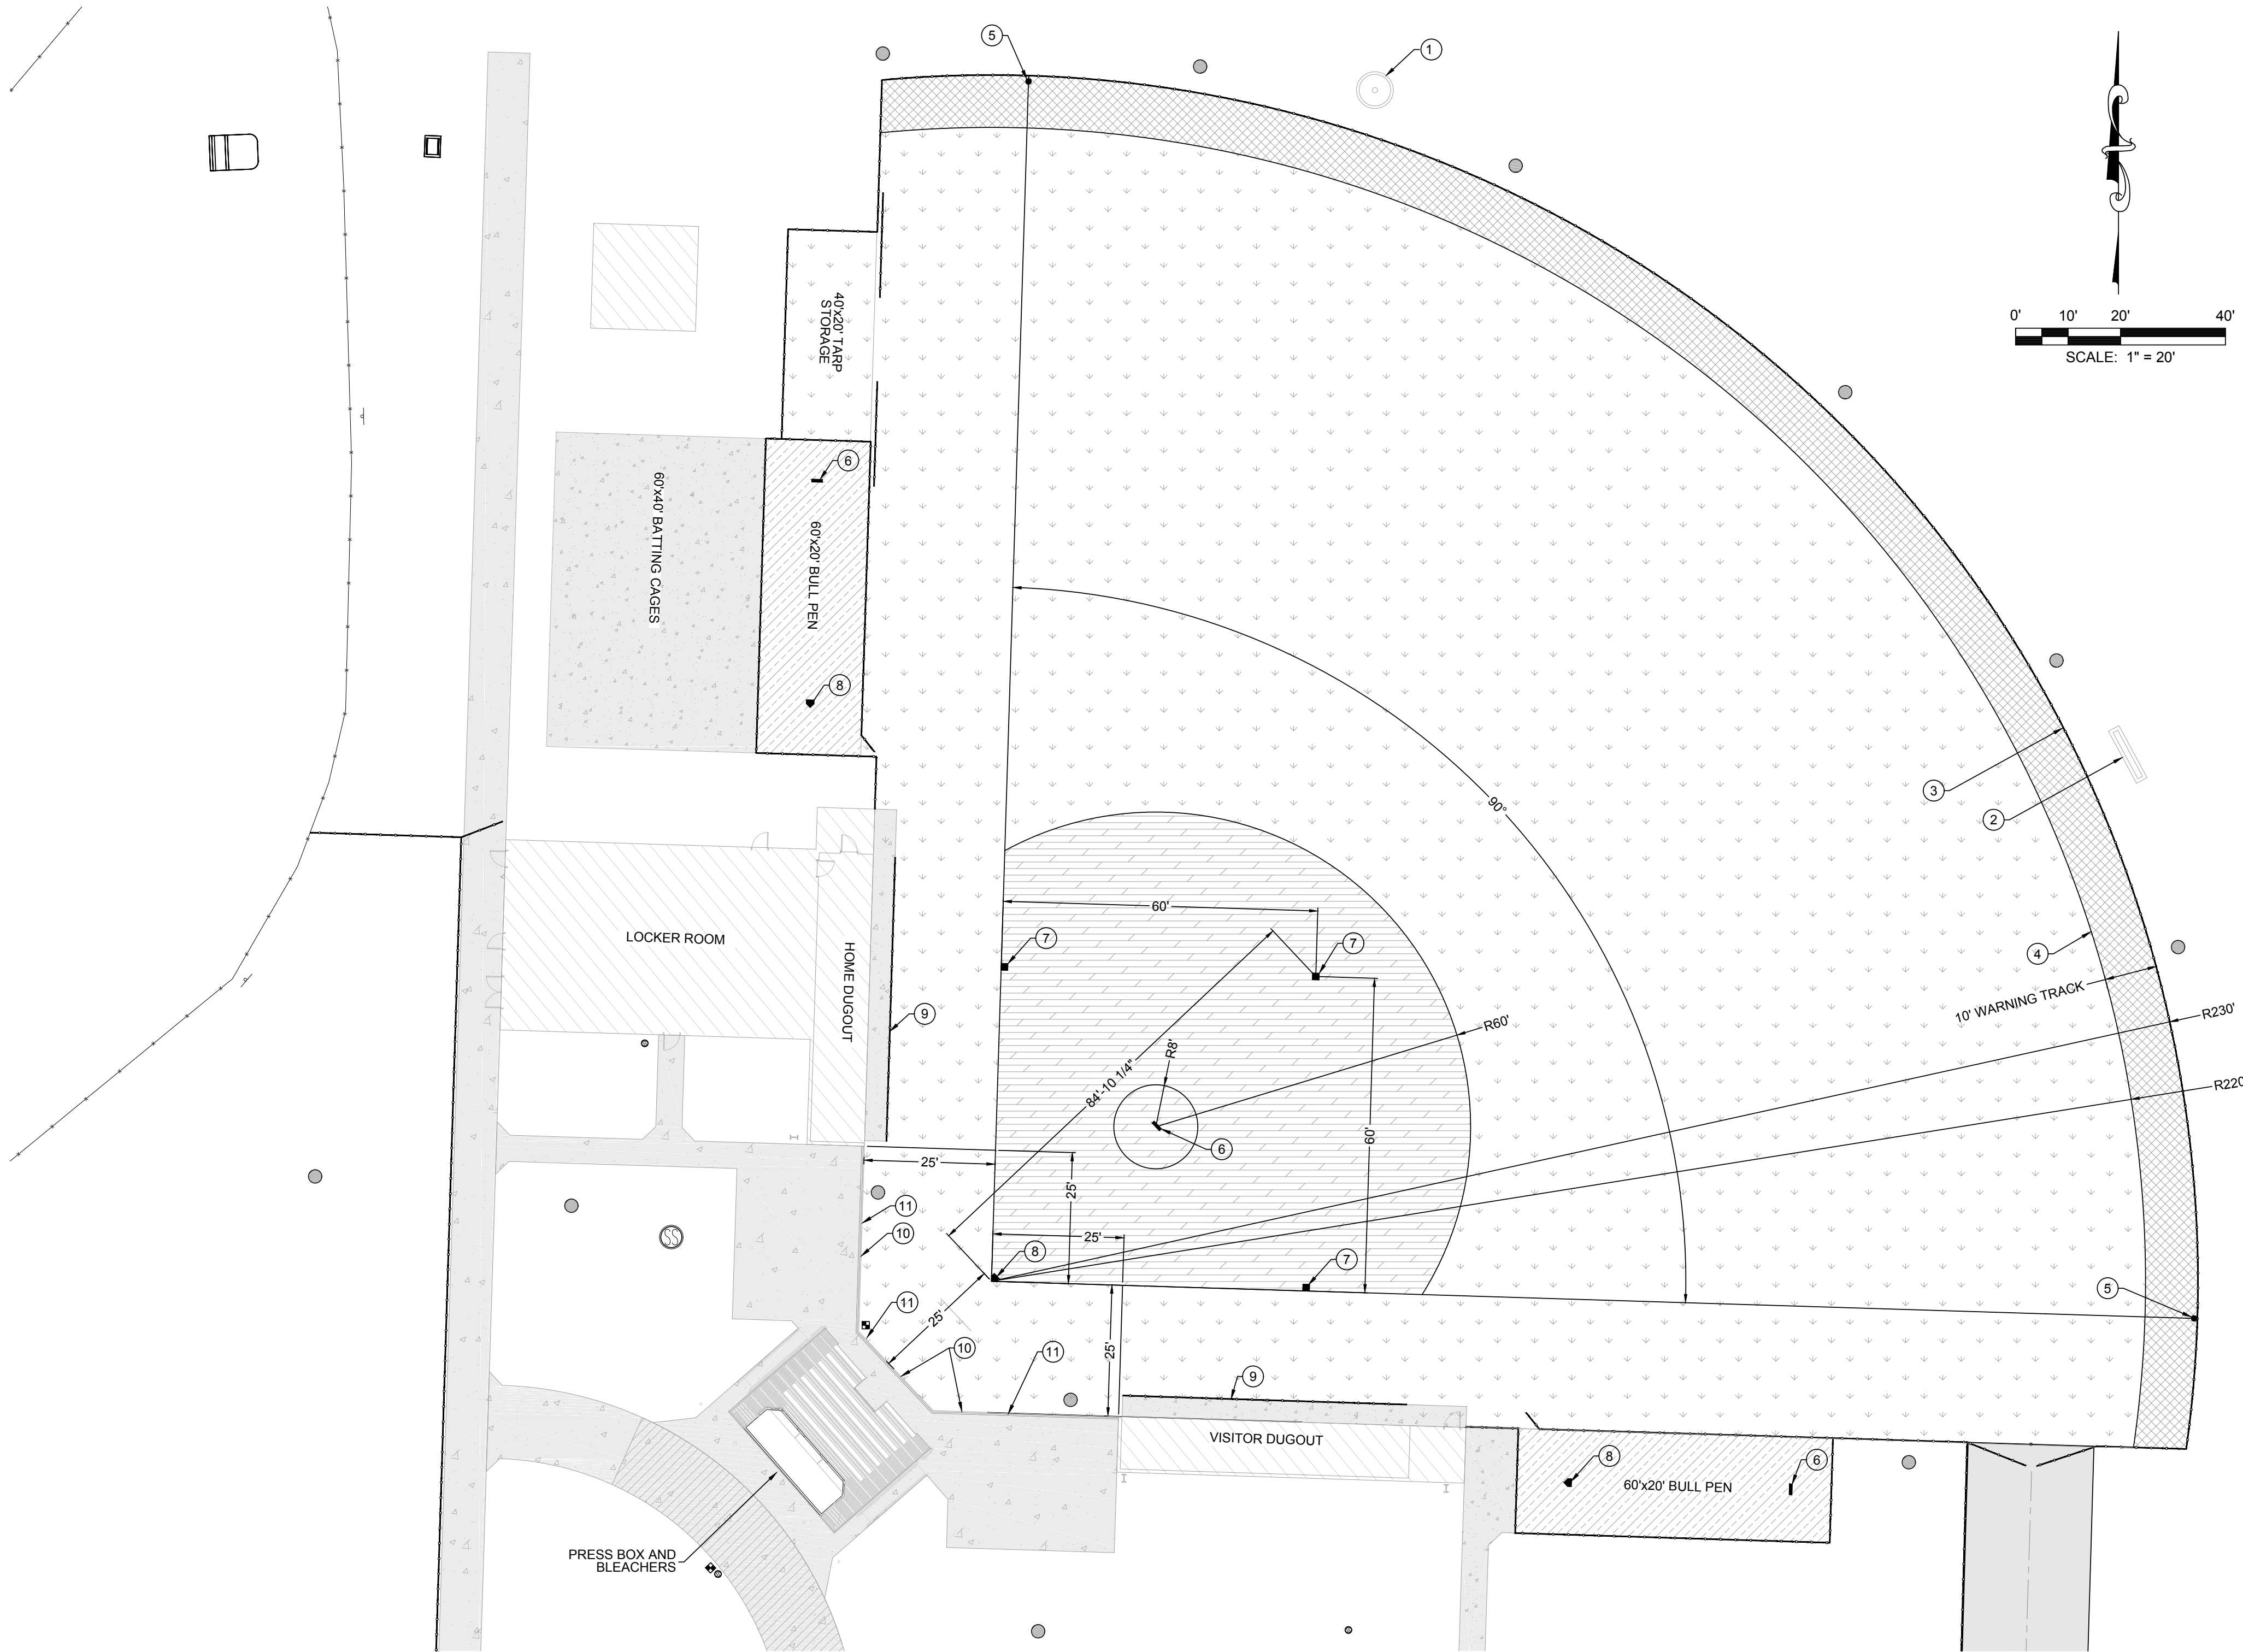 5
1
0' 10' 20' 40'
SCALE: 1" = 20'
40'x20' TARP
STORAGE
6
60'x40' BATTING CAGES
60'x20' BULL PEN
8
3
2
90°
60'
LOCKER ROOM
7
7
HOME DUGOUT
4
10' WARNING TRACK
9
R60'
R230'
R8'
84'-10 1/4"
R220
60'
6
25'
25'
11
10
SS
25'
8
7
5
11
25'
10
11
25'
9
VISITOR DUGOUT
8
6
60'x20' BULL PEN
PRESS BOX AND
BLEACHERS